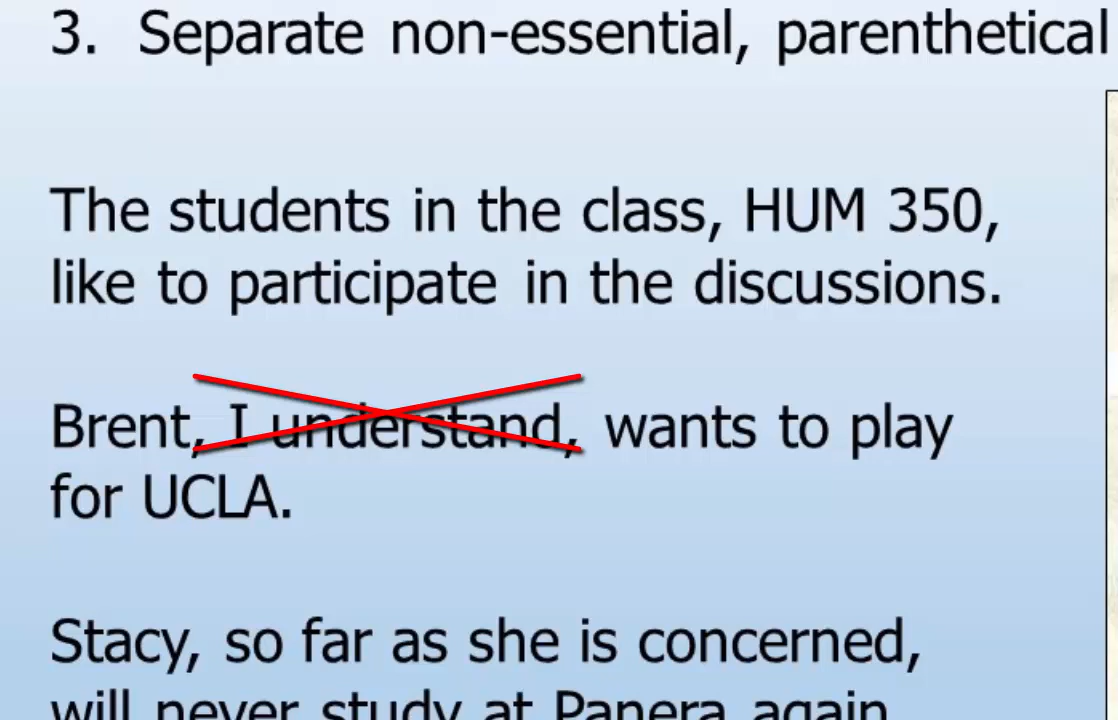 3. Separate non-essential, parenthetical
The students in the class, HUM 350,
like to participate in the discussions.
Brent, I understand, wants to play
for UCLA.
Stacy, so far as she is concerned,
will never study at Panera again